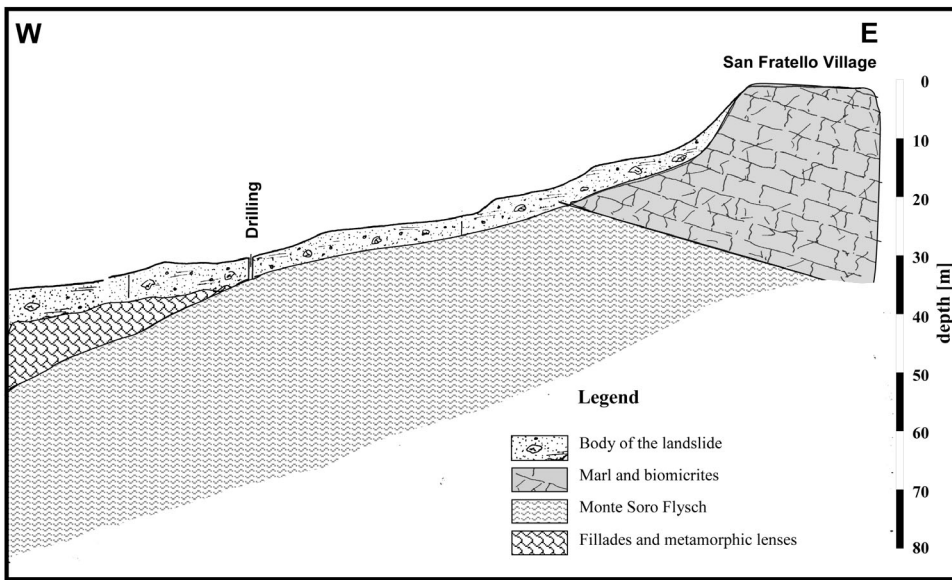 W
E
San Fratello Village
Drilling
0
10
20
30
40
50
60
70
80
depth [m]
Legend
Body of the landslide
Marl and biomicrites
Monte Soro Flysch
Fillades and metamorphic lenses